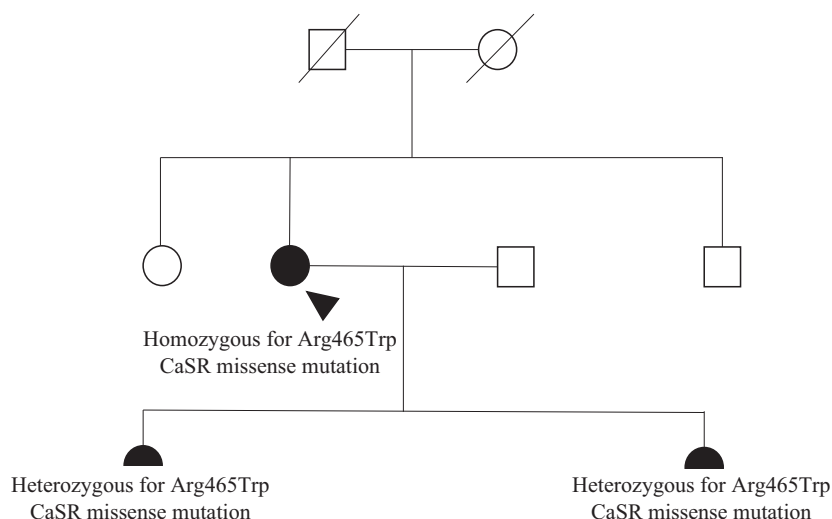 Homozygous for Arg465Trp
CaSR missense mutation
Heterozygous for Arg465Trp
CaSR missense mutation
Heterozygous for Arg465Trp
CaSR missense mutation